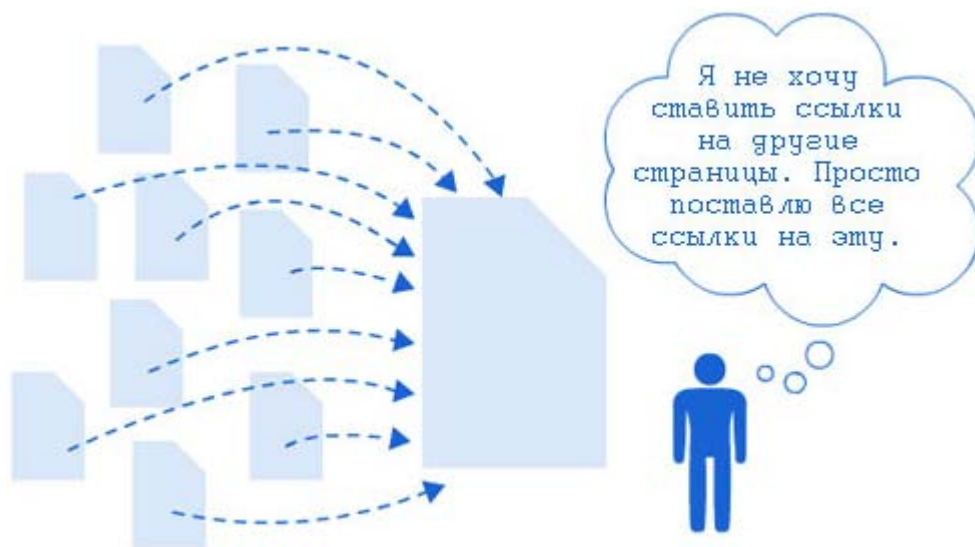 Я не хочу
ставить ссылки
на другие
страницы. Просто
поставлю все
ссылки на эту.